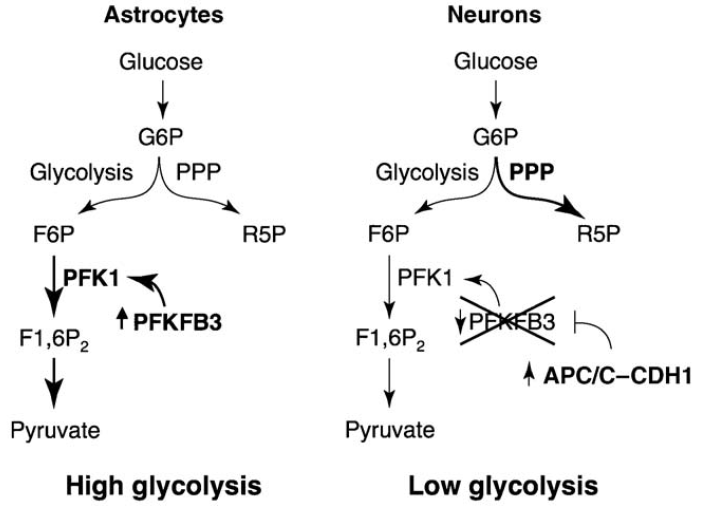 Astrocytes
Glucose
G6P
Glycolysis PPP
F6P R5P
PFK1
PFKFB3
F1,6P2
Pyruvate
High glycolysis
Neurons
Glucose
G6P
Glycolysis PPP
F6P R5P
PFK1
PFKFB3
F1,6P2
APC/C–CDH1
Pyruvate
Low glycolysis